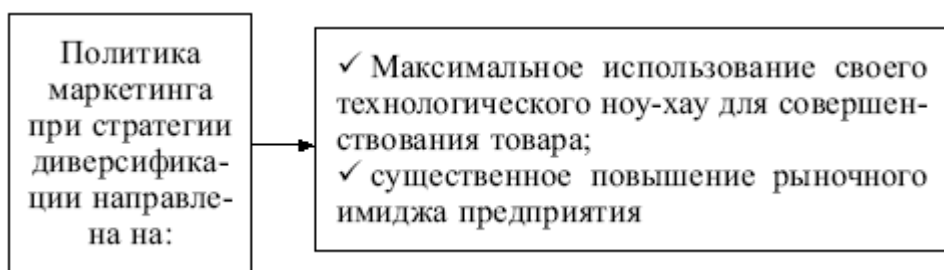 Политика
маркетинга
при стратегии
диверсифика-
ции направле-
на на:
✓ Максимальное использование своего
технологического ноу-хау для совершен-
ствования товара;
✓ существенное повышение рыночного
имиджа предприятия